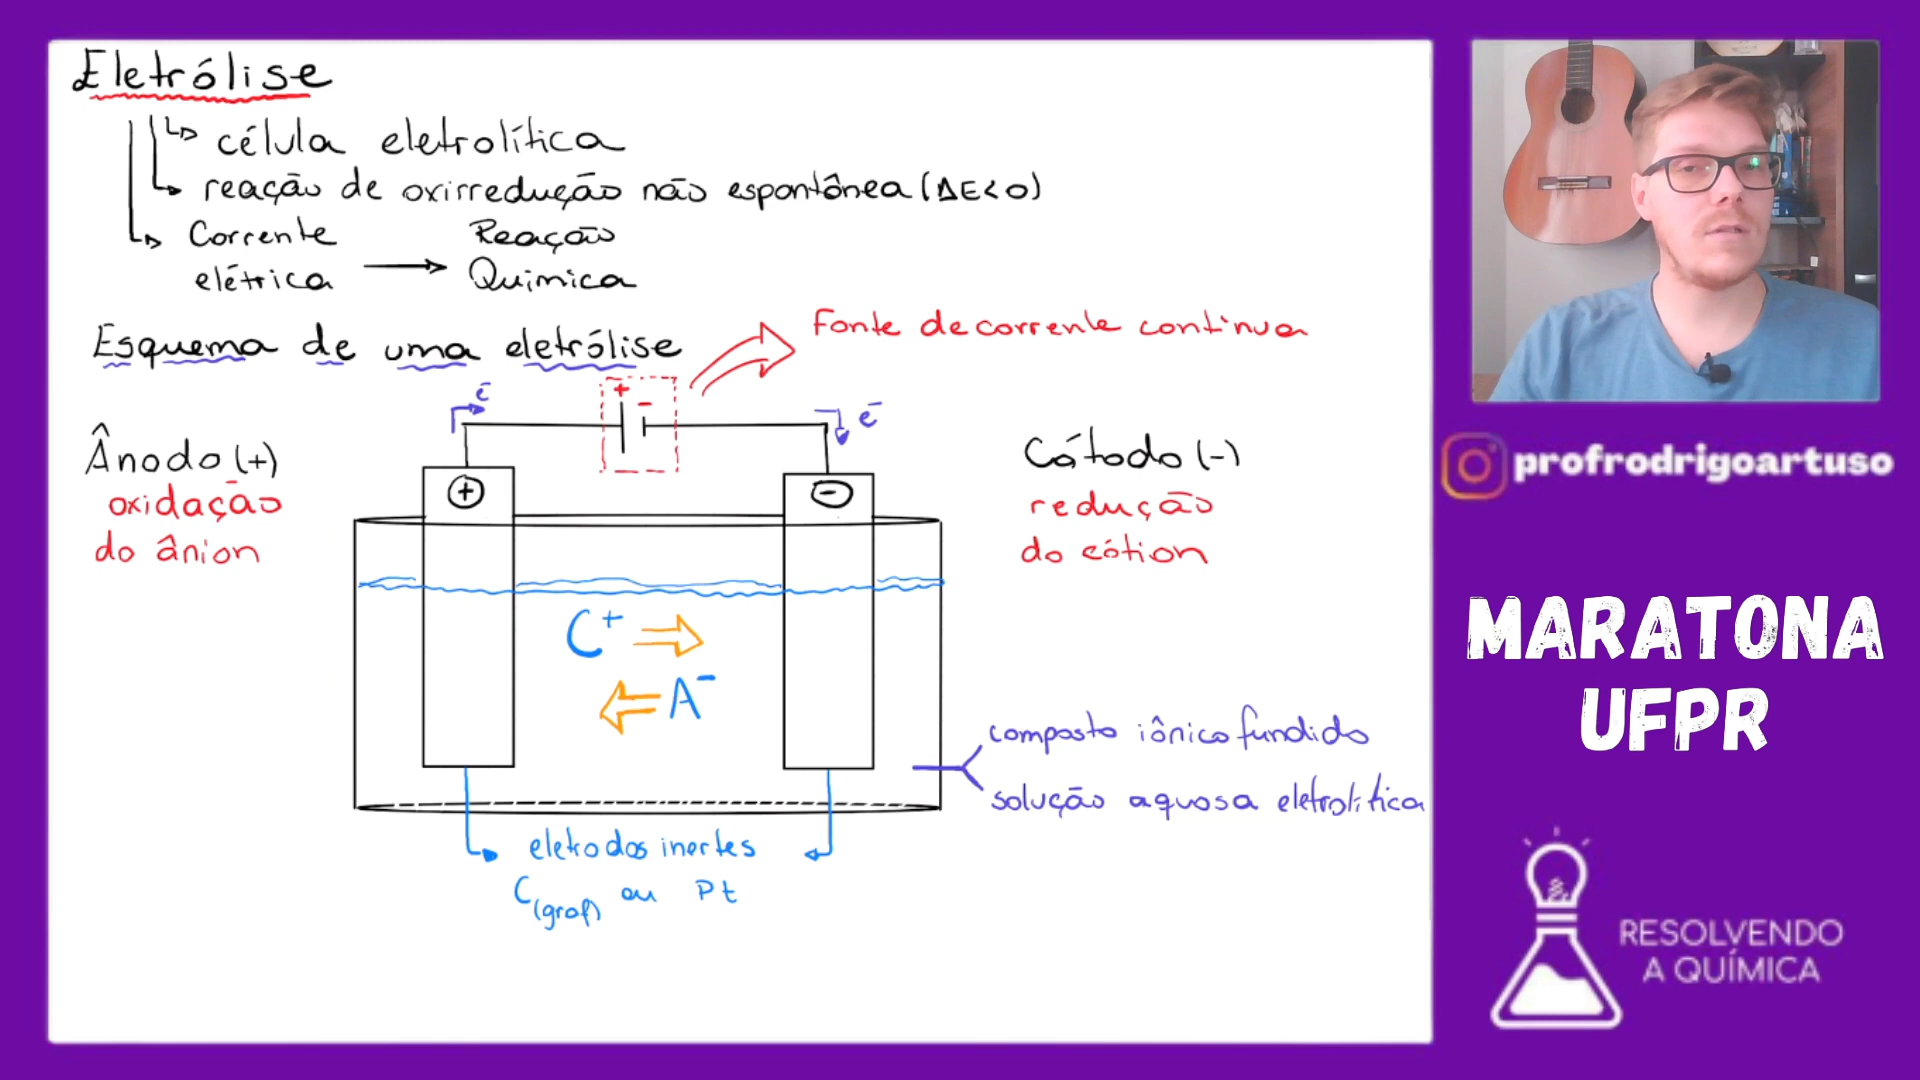 Eletrólise
célula eletrolítica
reação de oxirredução não espontânea (ΔE<0)
Corrente elétrica → Reação Química
Esquema de uma eletrólise
Fonte de corrente continua
+ -
e⁻
e⁻
Ânodo (+)
oxidação
do ânion
+
-
Cátodo (-)
redução
do cátion
C⁺
A⁻
composto iônico fundido
solução aquosa eletrolítica
eletrodos inertes
C(graf) ou Pt
profrodrigoartuso
MARATONA
UFPR
RESOLVENDO
A QUÍMICA